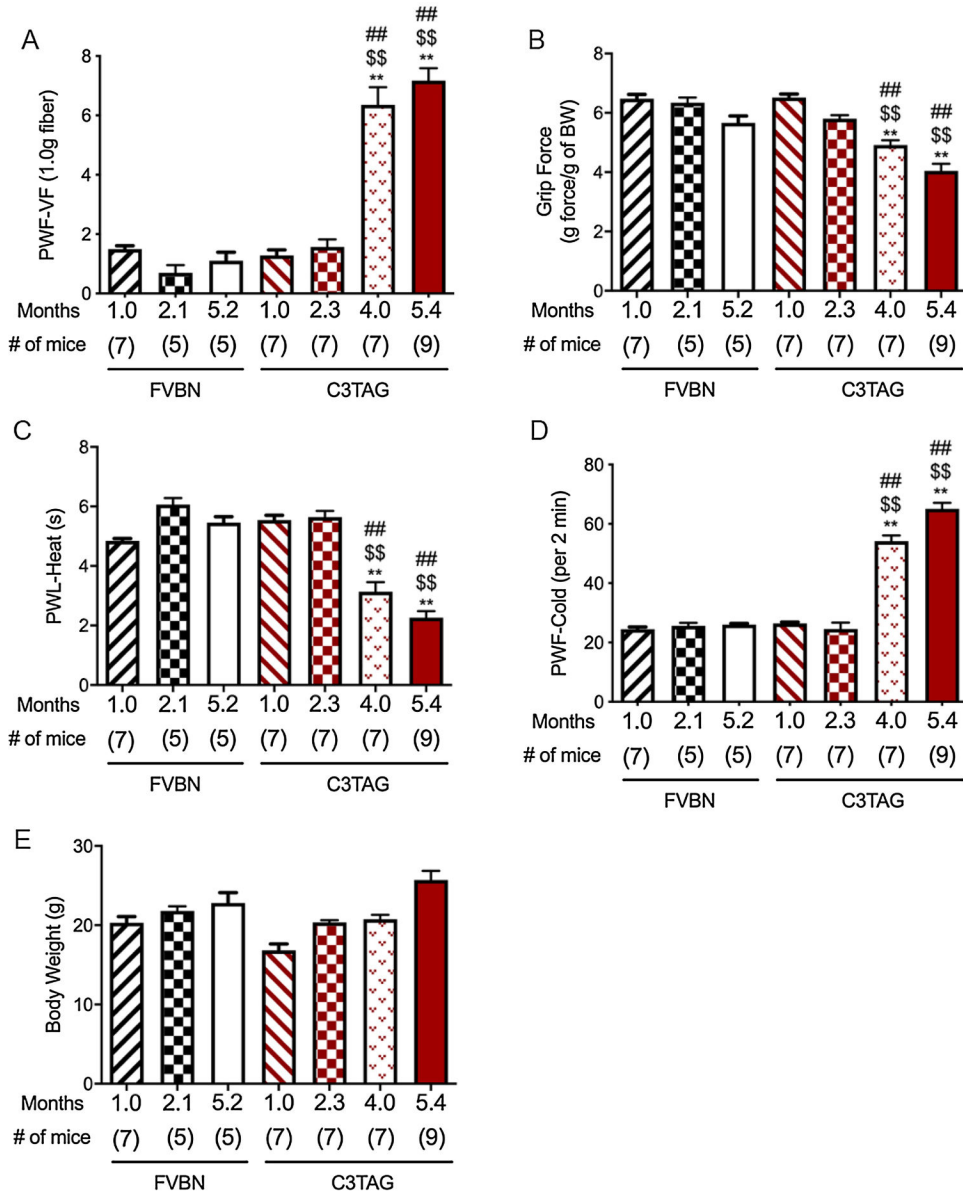 A
PWF-VF (1.0g fiber)
8
6
4
2
0
## ##
$$ $$
** **
Months 1.0 2.1 5.2 1.0 2.3 4.0 5.4
# of mice (7) (5) (5) (7) (7) (7) (9)
FVBN C3TAG
B
Grip Force
(g force/g of BW)
8
6
4
2
0
## ##
$$ $$
** **
Months 1.0 2.1 5.2 1.0 2.3 4.0 5.4
# of mice (7) (5) (5) (7) (7) (7) (9)
FVBN C3TAG
C
PWL-Heat (s)
8
6
4
2
0
## ##
$$ $$
** **
Months 1.0 2.1 5.2 1.0 2.3 4.0 5.4
# of mice (7) (5) (5) (7) (7) (7) (9)
FVBN C3TAG
D
PWF-Cold (per 2 min)
80
60
40
20
0
## ##
$$ $$
** **
Months 1.0 2.1 5.2 1.0 2.3 4.0 5.4
# of mice (7) (5) (5) (7) (7) (7) (9)
FVBN C3TAG
E
Body Weight (g)
30
20
10
0
Months 1.0 2.1 5.2 1.0 2.3 4.0 5.4
# of mice (7) (5) (5) (7) (7) (7) (9)
FVBN C3TAG